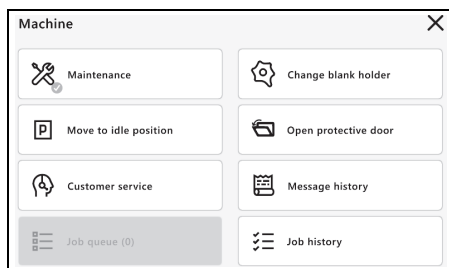 Machine
Maintenance
Change blank holder
P Move to idle position
Open protective door
Customer service
Message history
Job queue (0)
Job history